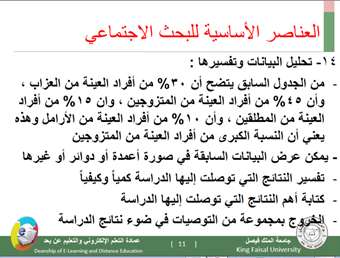 العناصر الأساسية للبحث الاجتماعي
١٤- تحليل البيانات وتفسيرها :
- من الجدول السابق يتضح أن ٣٠% من أفراد العينة من العزاب ،
وأن ٤٥% من أفراد العينة من المتزوجين ، وان ١٥% من أفراد
العينة من المطلقين ، وأن ١٠% من أفراد العينة من الأرامل وهذه
يعني أن النسبة الكبرى من أفراد العينة من المتزوجين
- يمكن عرض البيانات السابقة في صورة أعمدة أو دوائر أو غيرها
- تفسير النتائج التي توصلت إليها الدراسة كمياً وكيفياً
- كتابة أهم النتائج التي توصلت إليها الدراسة
- الخروج بمجموعة من التوصيات في ضوء نتائج الدراسة
جامعة الملك فيصل
King Faisal University
[ 11 ]
عمادة التعلم الإلكتروني والتعليم عن بعد
Deanship of E-Learning and Distance Education